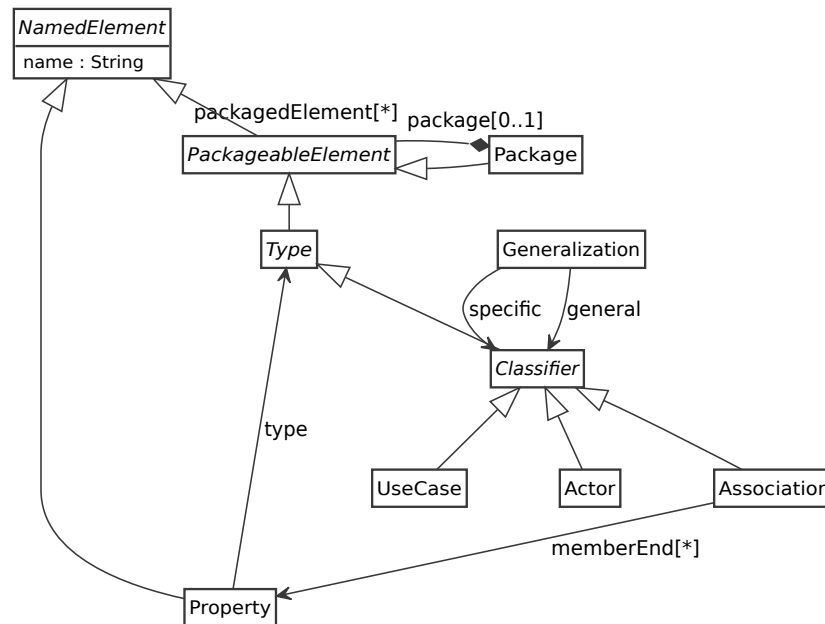 NamedElement
name : String
packagedElement[*]
package[0..1]
PackageableElement
Package
Type
Generalization
specific
general
Classifier
type
UseCase
Actor
Association
memberEnd[*]
Property